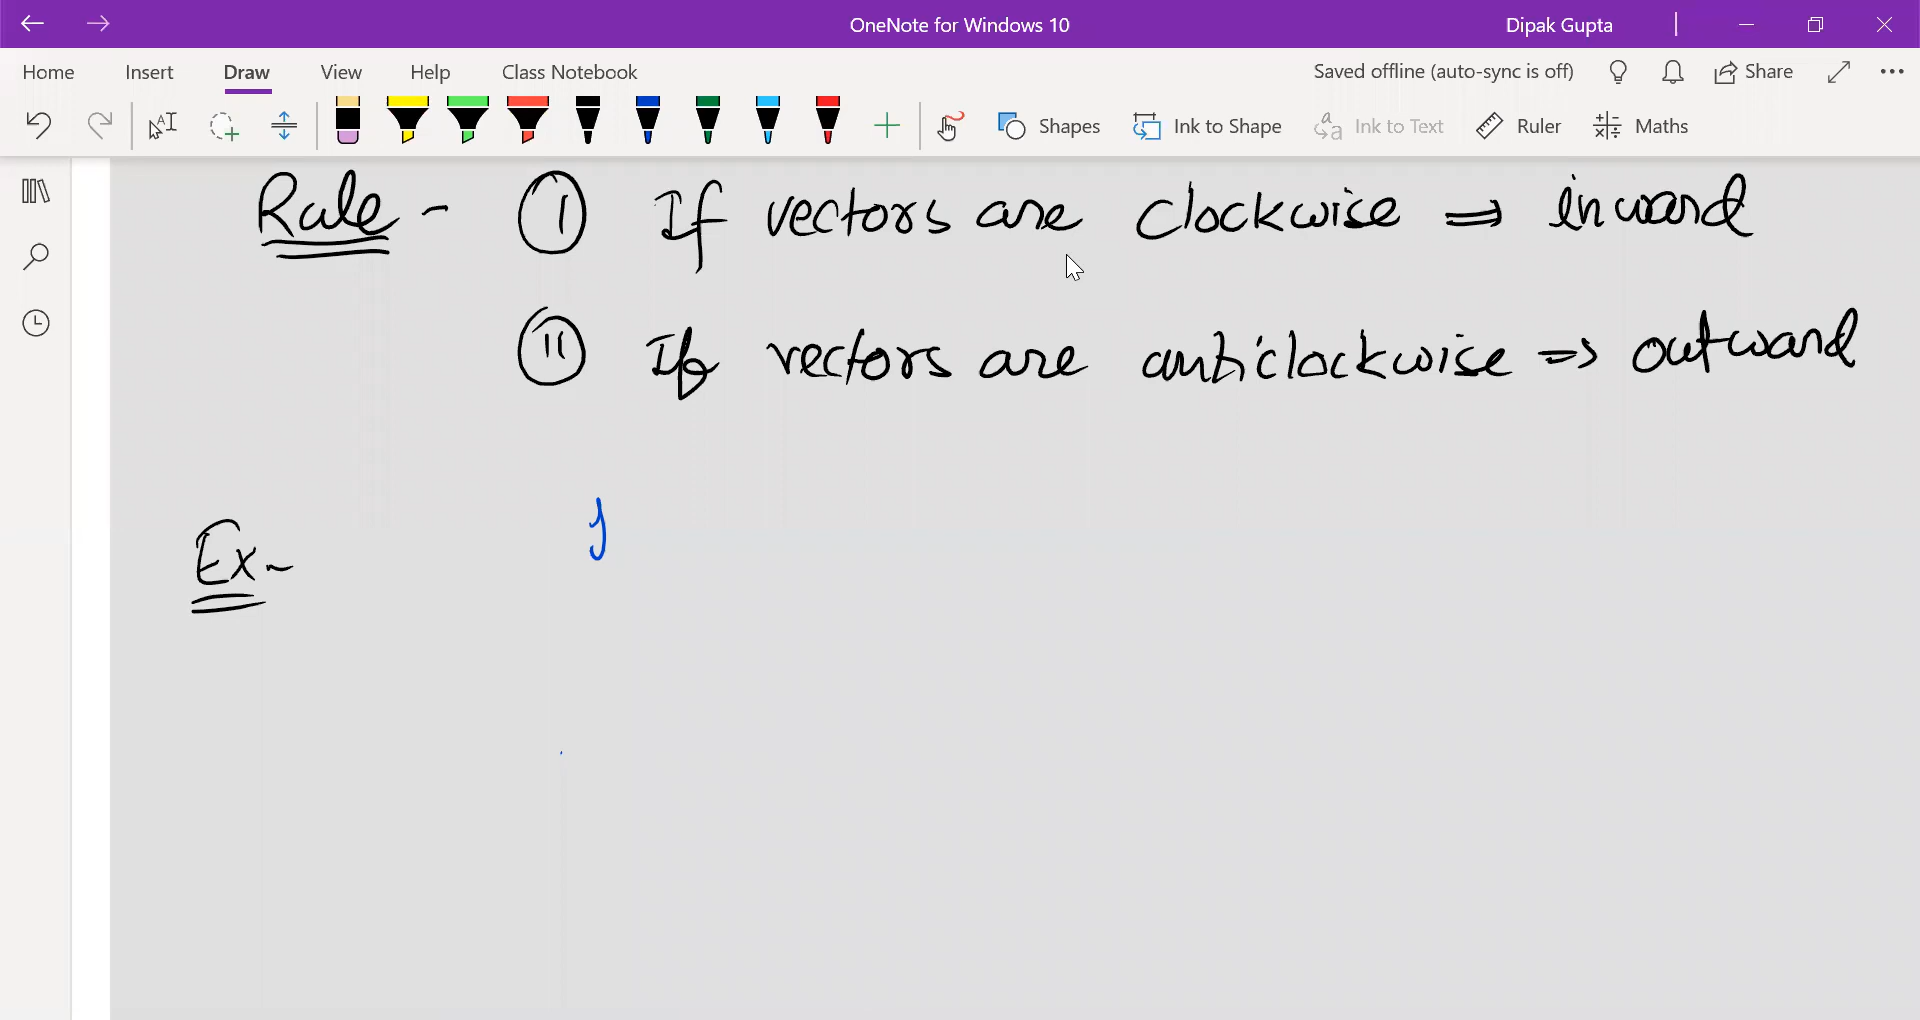 OneNote for Windows 10 Dipak Gupta
Home Insert Draw View Help Class Notebook Saved offline (auto-sync is off) Share
Shapes Ink to Shape Ink to Text Ruler Maths
Rule - (I) If vectors are clockwise ⇒ inward
(II) If vectors are anticlockwise ⇒ outward
Ex-